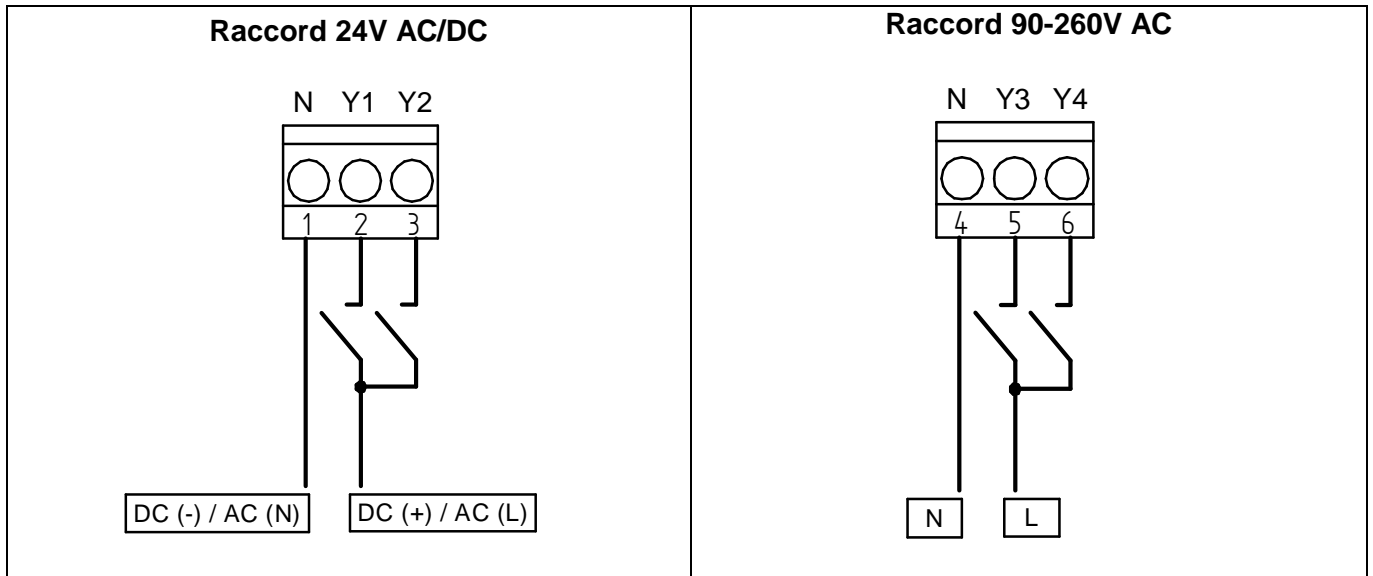 Raccord 24V AC/DC
N Y1 Y2
1 2 3
DC (-) / AC (N)
DC (+) / AC (L)
Raccord 90-260V AC
N Y3 Y4
4 5 6
N
L